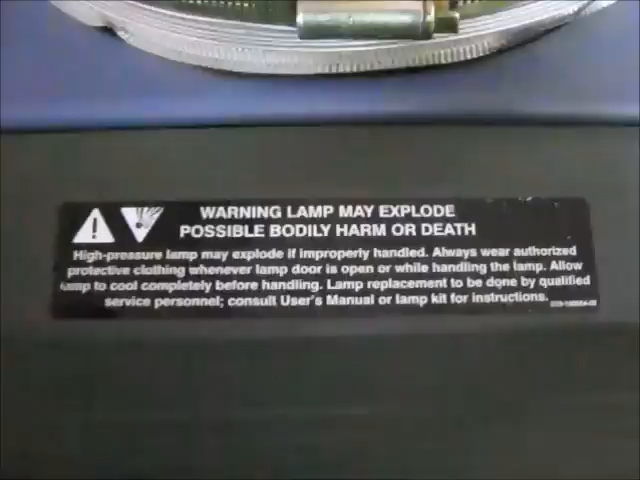 WARNING LAMP MAY EXPLODE
POSSIBLE BODILY HARM OR DEATH
High-pressure lamp may explode if improperly handled. Always wear authorized
protective clothing whenever lamp door is open or while handling the lamp. Allow
lamp to cool completely before handling. Lamp replacement to be done by qualified
service personnel; consult User's Manual or lamp kit for instructions.